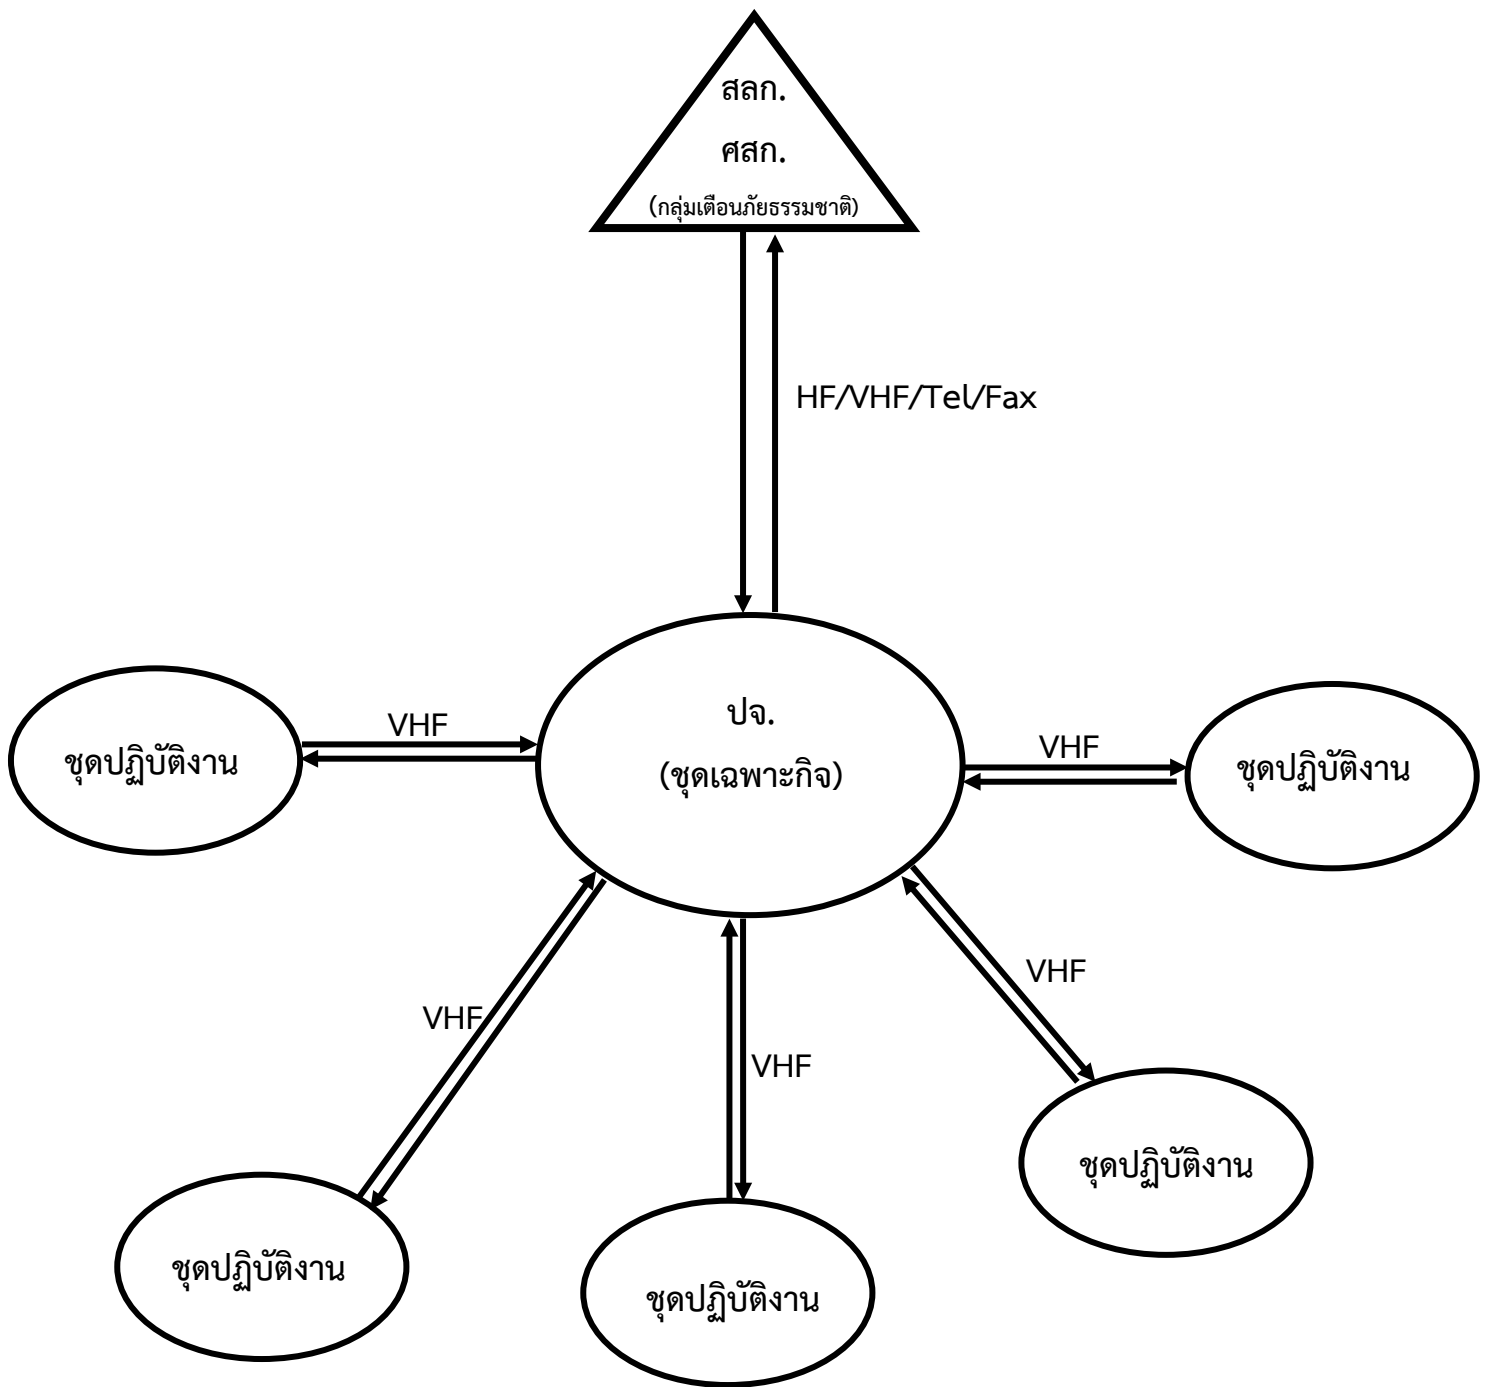 สลก.
ศสก.
(กลุ่มเตือนภัยธรรมชาติ)
HF/VHF/Tel/Fax
ปจ.
(ชุดเฉพาะกิจ)
VHF
ชุดปฏิบัติงาน
VHF
ชุดปฏิบัติงาน
VHF
ชุดปฏิบัติงาน
VHF
ชุดปฏิบัติงาน
VHF
ชุดปฏิบัติงาน